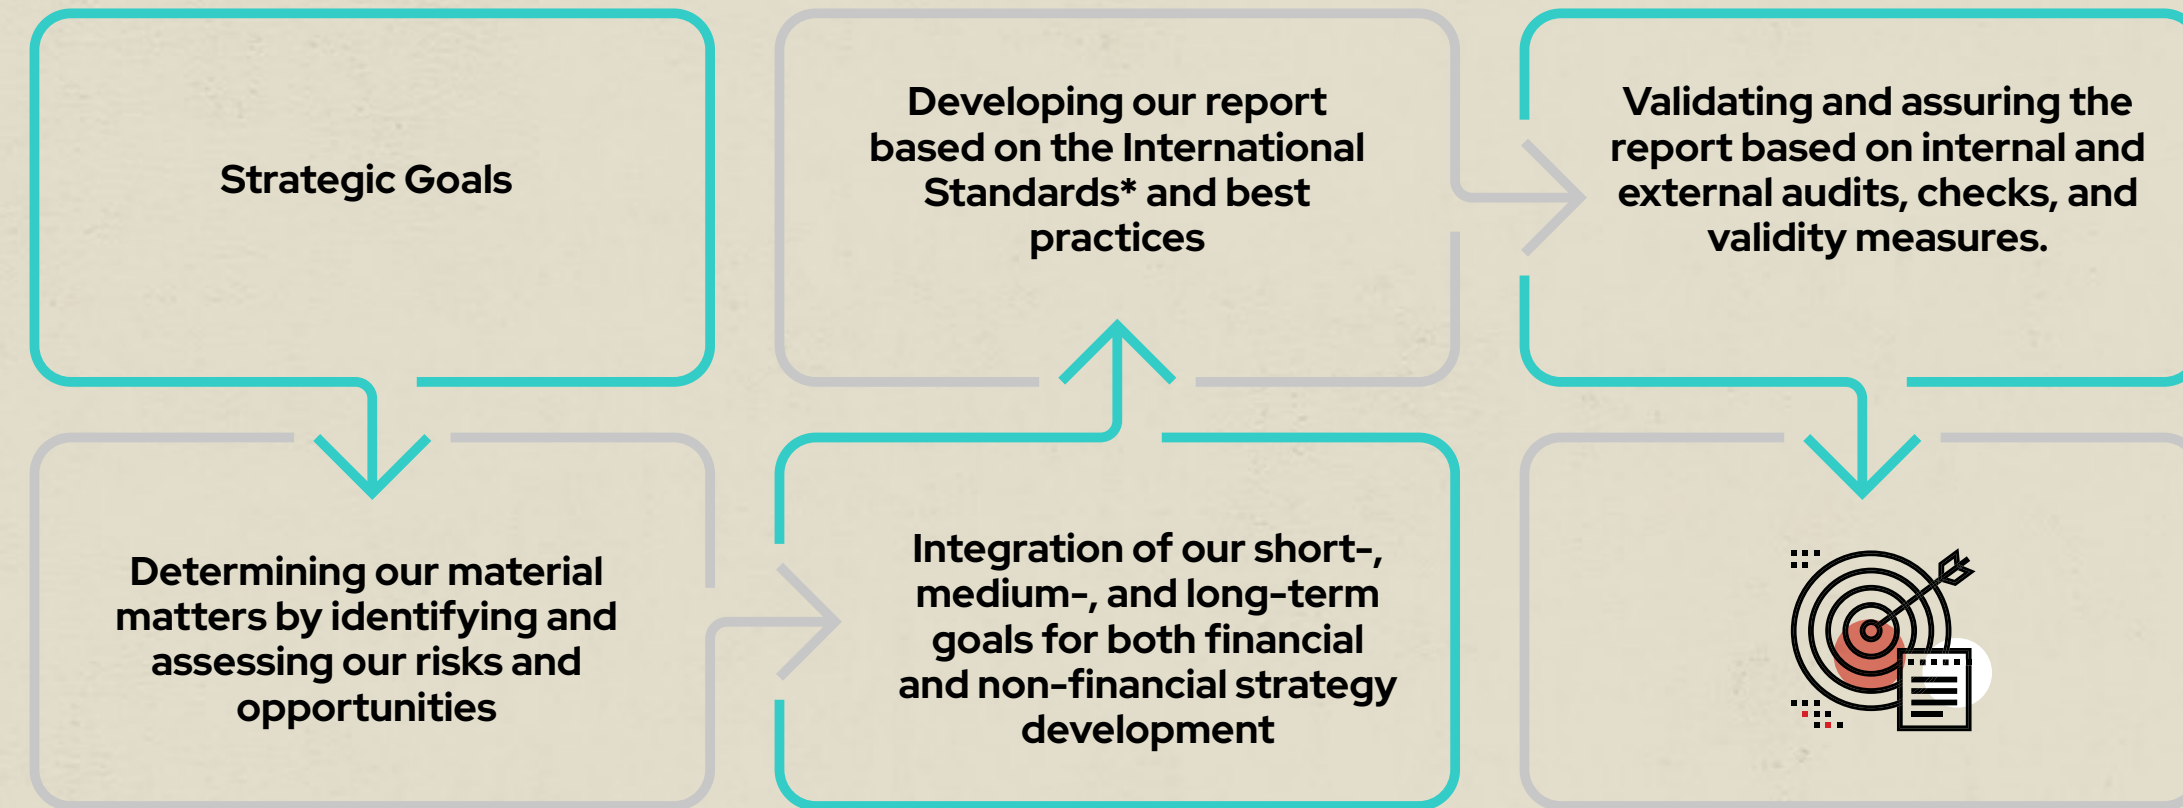 Strategic Goals
Determining our material
matters by identifying and
assessing our risks and
opportunities
Integration of our short-,
medium-, and long-term
goals for both financial
and non-financial strategy
development
Developing our report
based on the International
Standards* and best
practices
Validating and assuring the
report based on internal and
external audits, checks, and
validity measures.